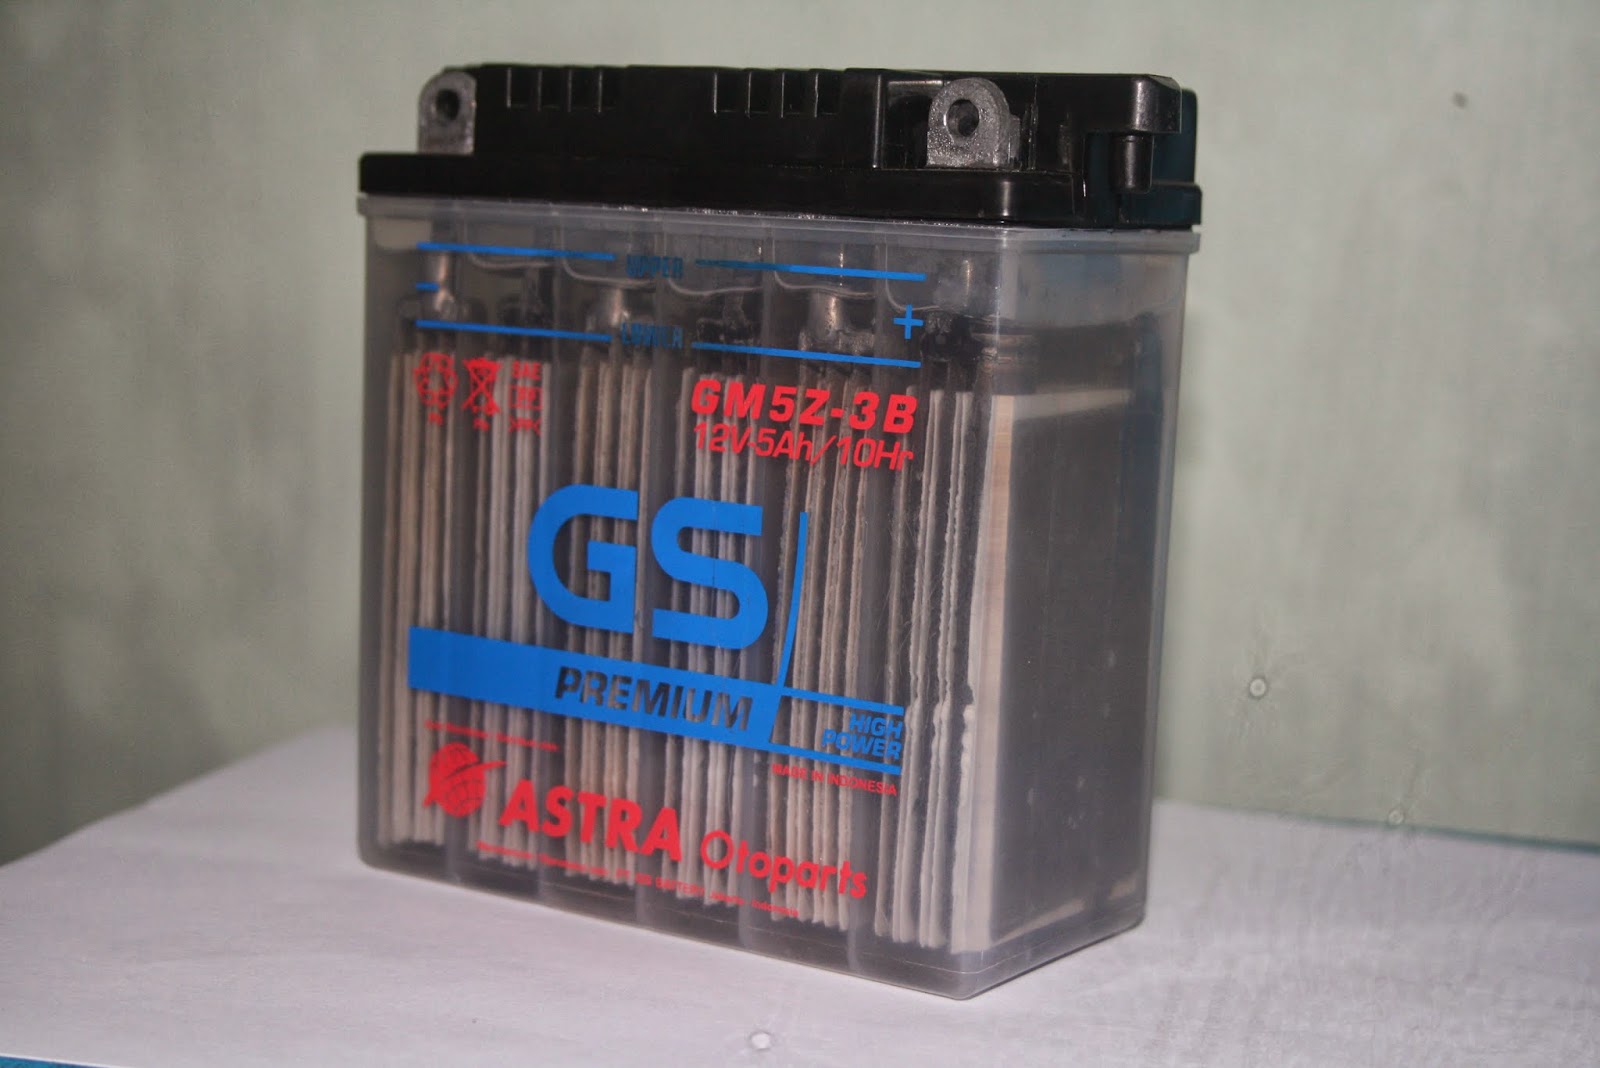 UPPER
-
+
LOWER
GM5Z-3B
12V-5Ah/10Hr
GS
PREMIUM
HIGH
POWER
MADE IN INDONESIA
ASTRA Otoparts